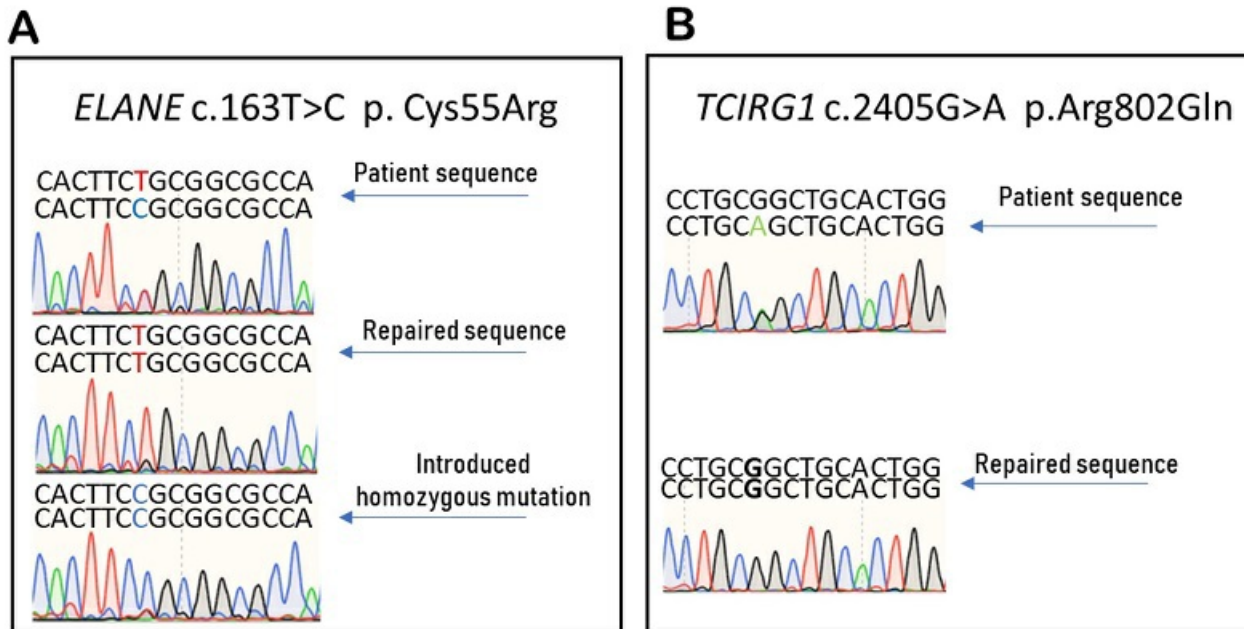 A
ELANE c.163T>C p. Cys55Arg
CACTTCTGCGGCGCCA
CACTTCCGCGGCGCCA
Patient sequence
CACTTCTGCGGCGCCA
CACTTCTGCGGCGCCA
Repaired sequence
CACTTCCGCGGCGCCA
CACTTCCGCGGCGCCA
Introduced
homozygous mutation
B
TCIRG1 c.2405G>A p.Arg802Gln
CCTGCGGCTGCACTGG
CCTGCAGCTGCACTGG
Patient sequence
CCTGCGGCTGCACTGG
CCTGCGGCTGCACTGG
Repaired sequence